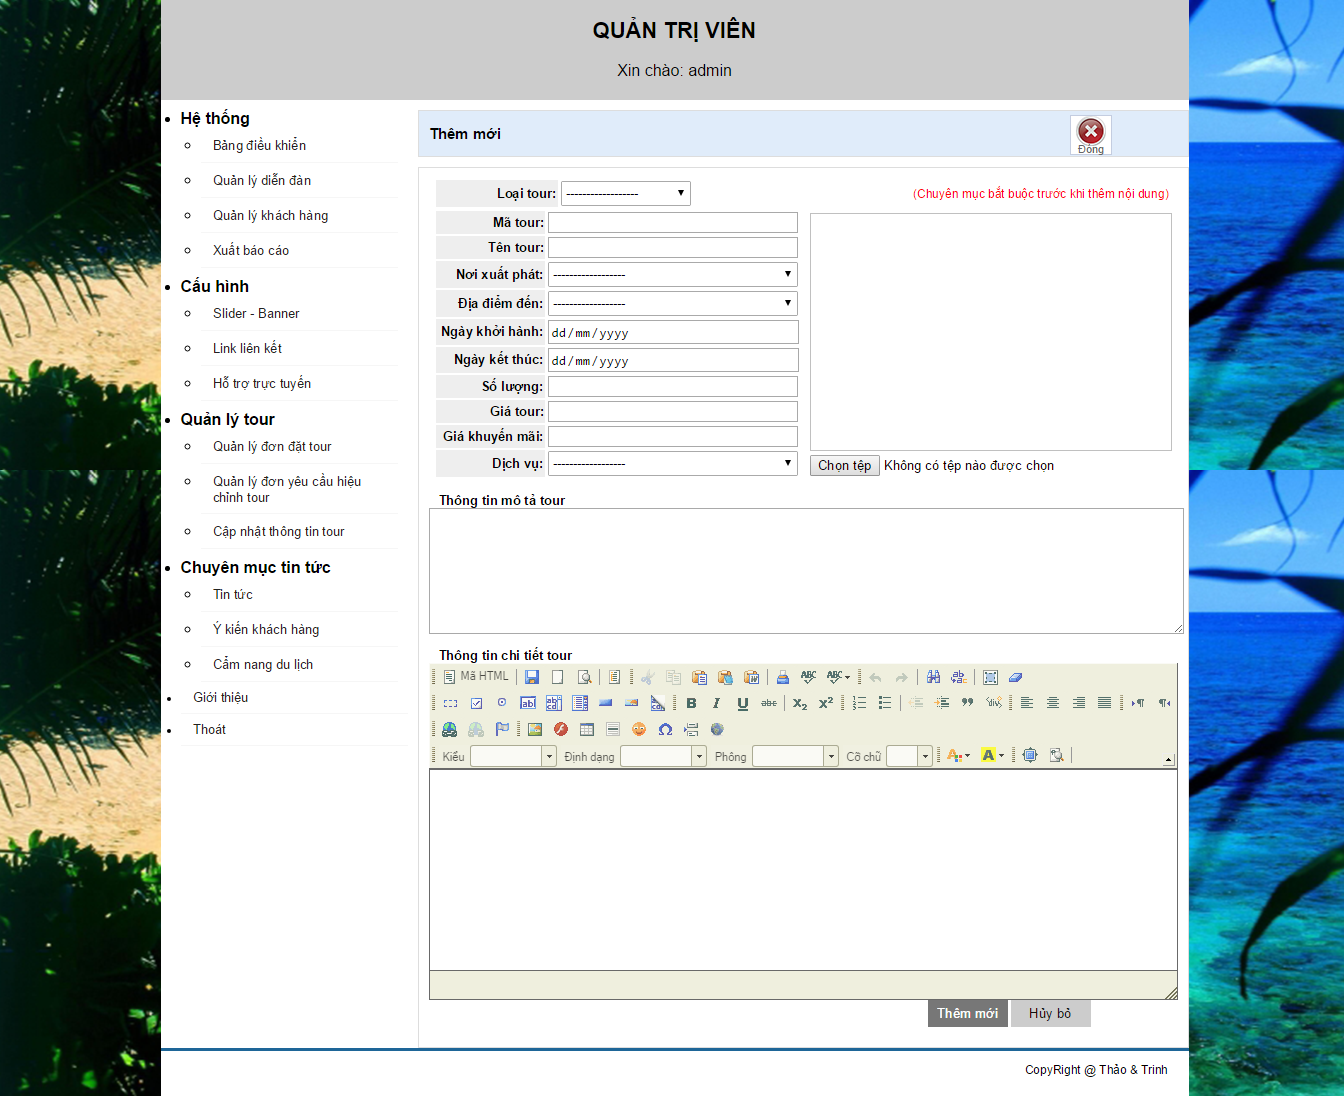 QUẢN TRỊ VIÊN
Xin chào: admin
Hệ thống
Bảng điều khiển
Quản lý diễn đàn
Quản lý khách hàng
Xuất báo cáo
Cấu hình
Slider - Banner
Link liên kết
Hỗ trợ trực tuyến
Quản lý tour
Quản lý đơn đặt tour
Quản lý đơn yêu cầu hiệu
chỉnh tour
Cập nhật thông tin tour
Chuyên mục tin tức
Tin tức
Ý kiến khách hàng
Cẩm nang du lịch
Giới thiệu
Thoát
Thêm mới
Đóng
Loại tour: ------------------
(Chuyên mục bắt buộc trước khi thêm nội dung)
Mã tour:
Tên tour:
Nơi xuất phát: ------------------
Địa điểm đến: ------------------
Ngày khởi hành: dd/mm/yyyy
Ngày kết thúc: dd/mm/yyyy
Số lượng:
Giá tour:
Giá khuyến mãi:
Dịch vụ: ------------------
Chọn tệp Không có tệp nào được chọn
Thông tin mô tả tour
Thông tin chi tiết tour
Mã HTML
Kiểu Định dạng Phông Cỡ chữ
Thêm mới Hủy bỏ
CopyRight @ Thảo & Trinh